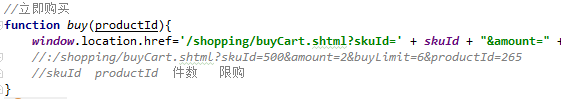 //立即购买
function buy(productId){
window.location.href='/shopping/buyCart.shtml?skuId=' + skuId + "&amount=" +
//:/shopping/buyCart.shtml?skuId=500&amount=2&buyLimit=6&productId=265
//skuId productId 件数 限购
}